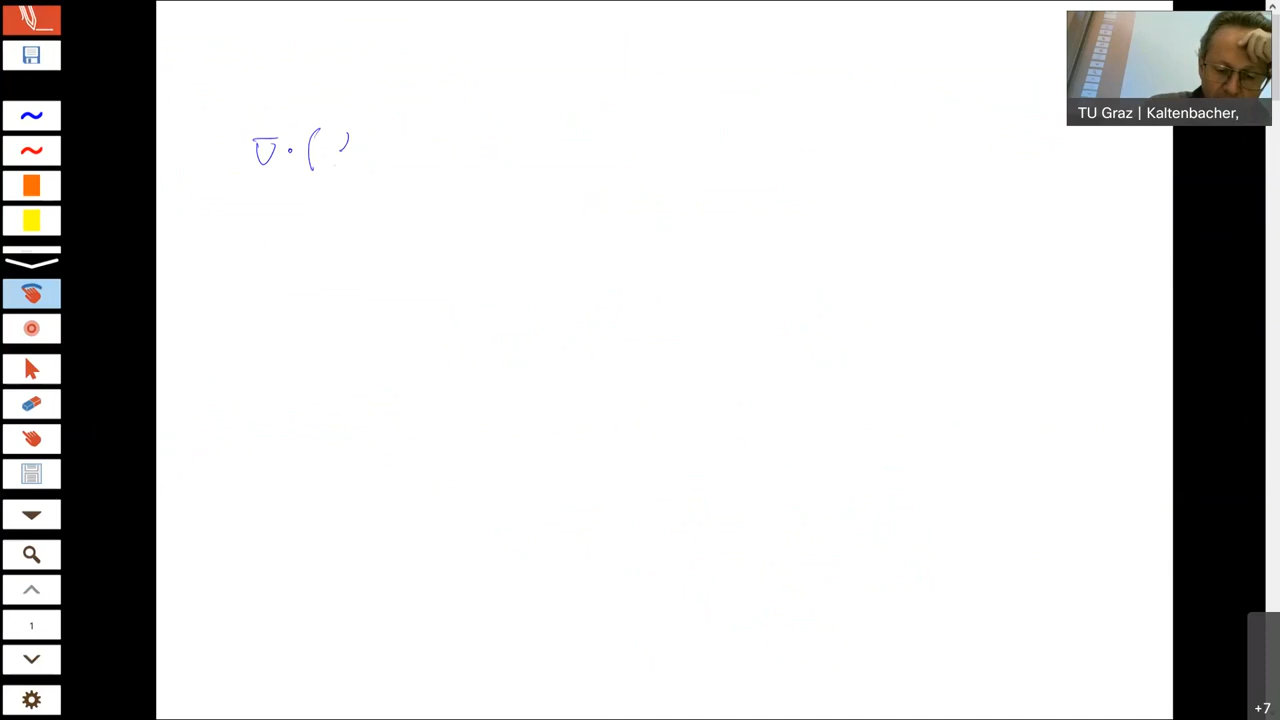 ∇ · (
TU Graz | Kaltenbacher,
1
+7